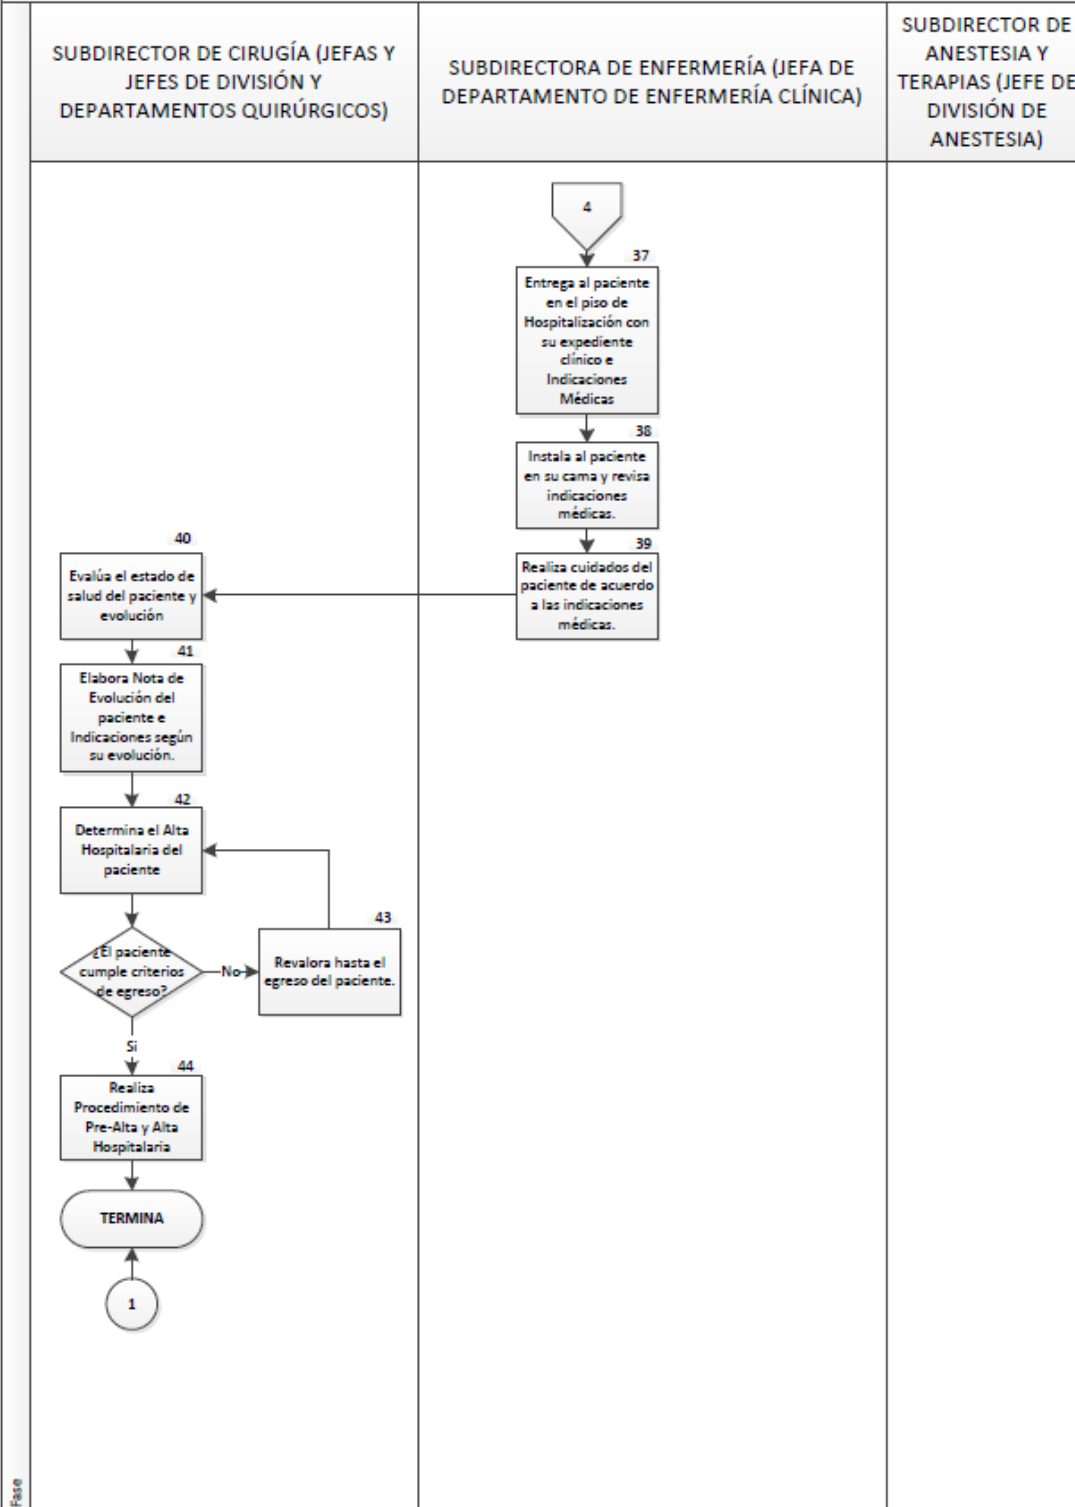 SUBDIRECTOR DE CIRUGÍA (JEFAS Y
JEFES DE DIVISIÓN Y
DEPARTAMENTOS QUIRÚRGICOS)
SUBDIRECTORA DE ENFERMERÍA (JEFA DE
DEPARTAMENTO DE ENFERMERÍA CLÍNICA)
SUBDIRECTOR DE
ANESTESIA Y
TERAPIAS (JEFE DE
DIVISIÓN DE
ANESTESIA)
4
37
Entrega al paciente
en el piso de
Hospitalización con
su expediente
clínico e
Indicaciones
Médicas
38
Instala al paciente
en su cama y revisa
indicaciones
médicas.
39
Realiza cuidados del
paciente de acuerdo
a las indicaciones
médicas.
40
Evalúa el estado de
salud del paciente y
evolución
41
Elabora Nota de
Evolución del
paciente e
Indicaciones según
su evolución.
42
Determina el Alta
Hospitalaria del
paciente
¿El paciente
cumple criterios
de egreso?
No
43
Revalora hasta el
egreso del paciente.
Si
44
Realiza
Procedimiento de
Pre-Alta y Alta
Hospitalaria
TERMINA
1
Fase